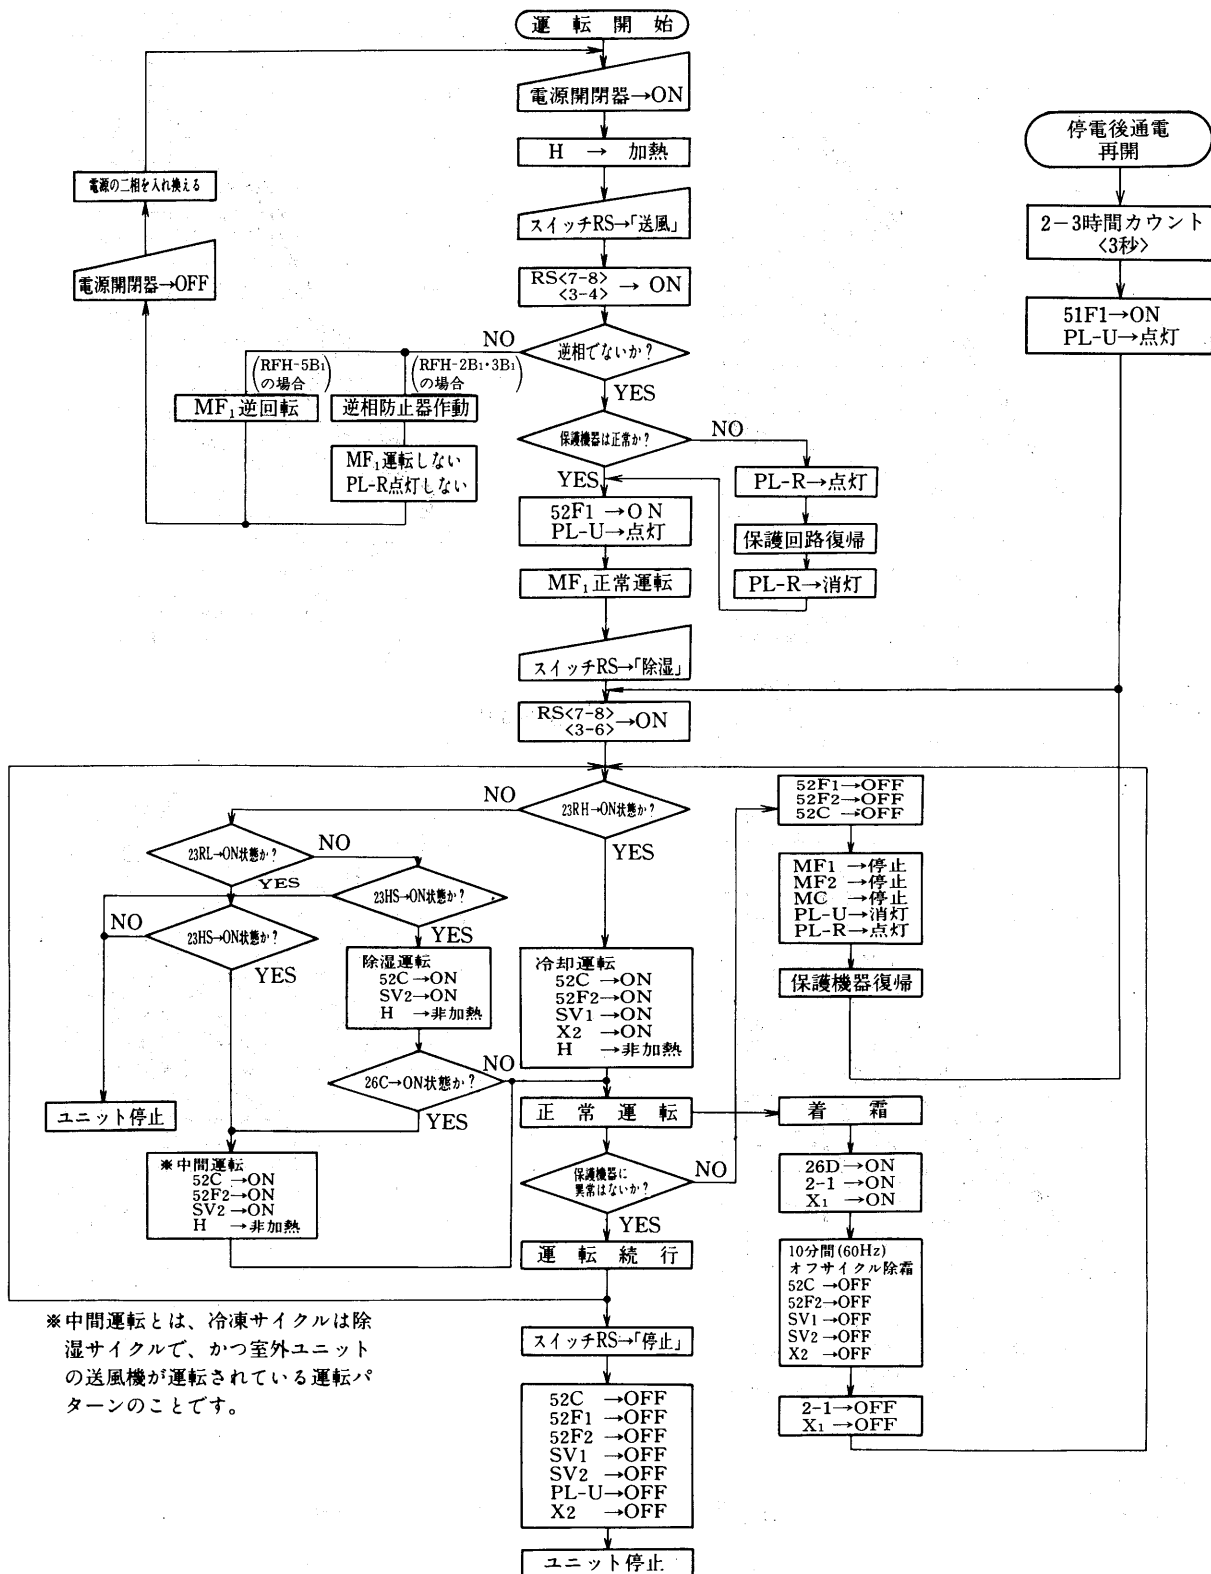 運転開始
電源開閉器→ON
H → 加熱
スイッチRS→「送風」
RS<7-8>
<3-4> → ON
逆相でないか?
NO
YES
(RFH-5B₁
の場合)
(RFH-2B₁・3B₁
の場合)
MF₁逆回転
逆相防止器作動
MF₁運転しない
PL-R点灯しない
電源開閉器→OFF
電源の二相を入れ換える
保護機器は正常か?
NO
YES
PL-R→点灯
保護回路復帰
PL-R→消灯
52F1 →ON
PL-U→点灯
MF₁正常運転
スイッチRS→「除湿」
RS<7-8>
<3-6> →ON
停電後通電
再開
2-3時間カウント
<3秒>
51F1→ON
PL-U→点灯
23RH→ON状態か?
NO
YES
23RL→ON状態か?
NO
YES
23HS→ON状態か?
YES
23HS→ON状態か?
NO
YES
除湿運転
52C →ON
SV2→ON
H →非加熱
26C→ON状態か?
NO
YES
ユニット停止
※中間運転
52C →ON
52F2→ON
SV2→ON
H →非加熱
冷却運転
52C →ON
52F2→ON
SV1→ON
X2 →ON
H →非加熱
正常運転
保護機器に
異常はないか?
NO
YES
運転続行
52F1→OFF
52F2→OFF
52C →OFF
MF1 →停止
MF2 →停止
MC →停止
PL-U→消灯
PL-R→点灯
保護機器復帰
着霜
26D→ON
2-1→ON
X₁ →ON
10分間(60Hz)
オフサイクル除霜
52C →OFF
52F2→OFF
SV1→OFF
SV2→OFF
X2 →OFF
2-1→OFF
X₁ →OFF
スイッチRS→「停止」
52C →OFF
52F1 →OFF
52F2 →OFF
SV1 →OFF
SV2 →OFF
PL-U→OFF
X2 →OFF
ユニット停止
※中間運転とは、冷凍サイクルは除
湿サイクルで、かつ室外ユニット
の送風機が運転されている運転パ
ターンのことです。